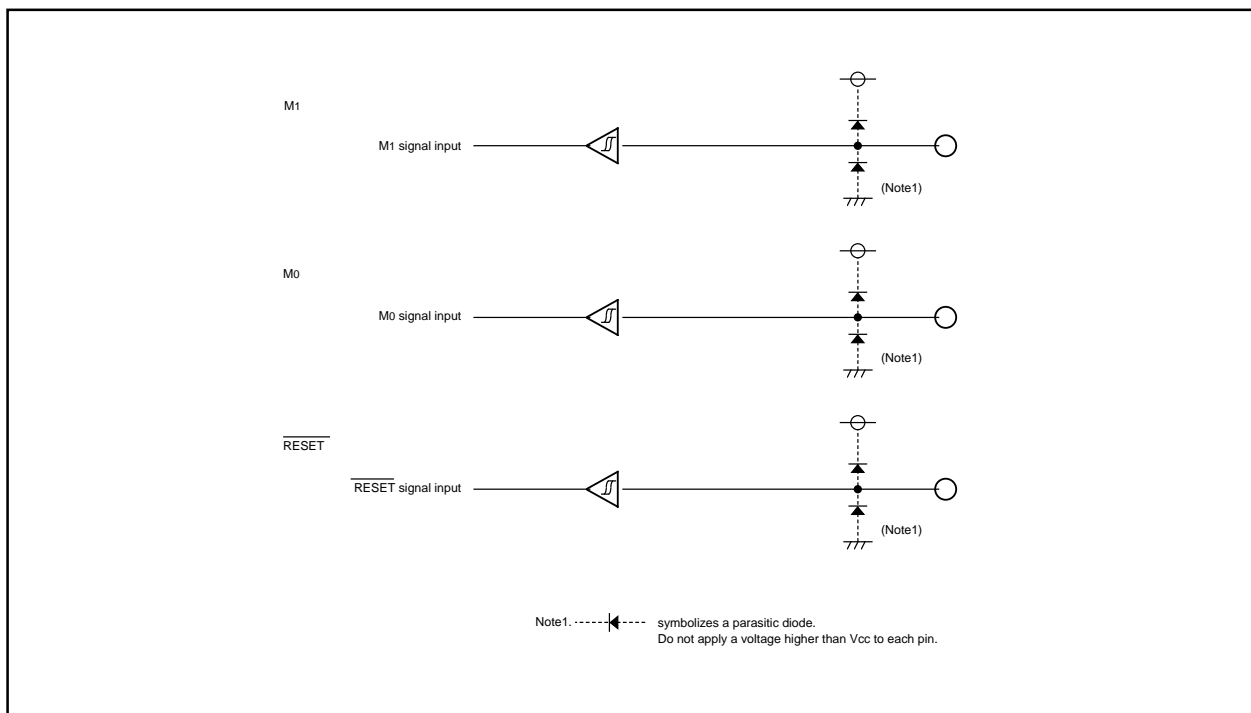 M1
M1 signal input
(Note1)
M0
M0 signal input
(Note1)
RESET
RESET signal input
(Note1)
Note1. symbolizes a parasitic diode.
Do not apply a voltage higher than Vcc to each pin.